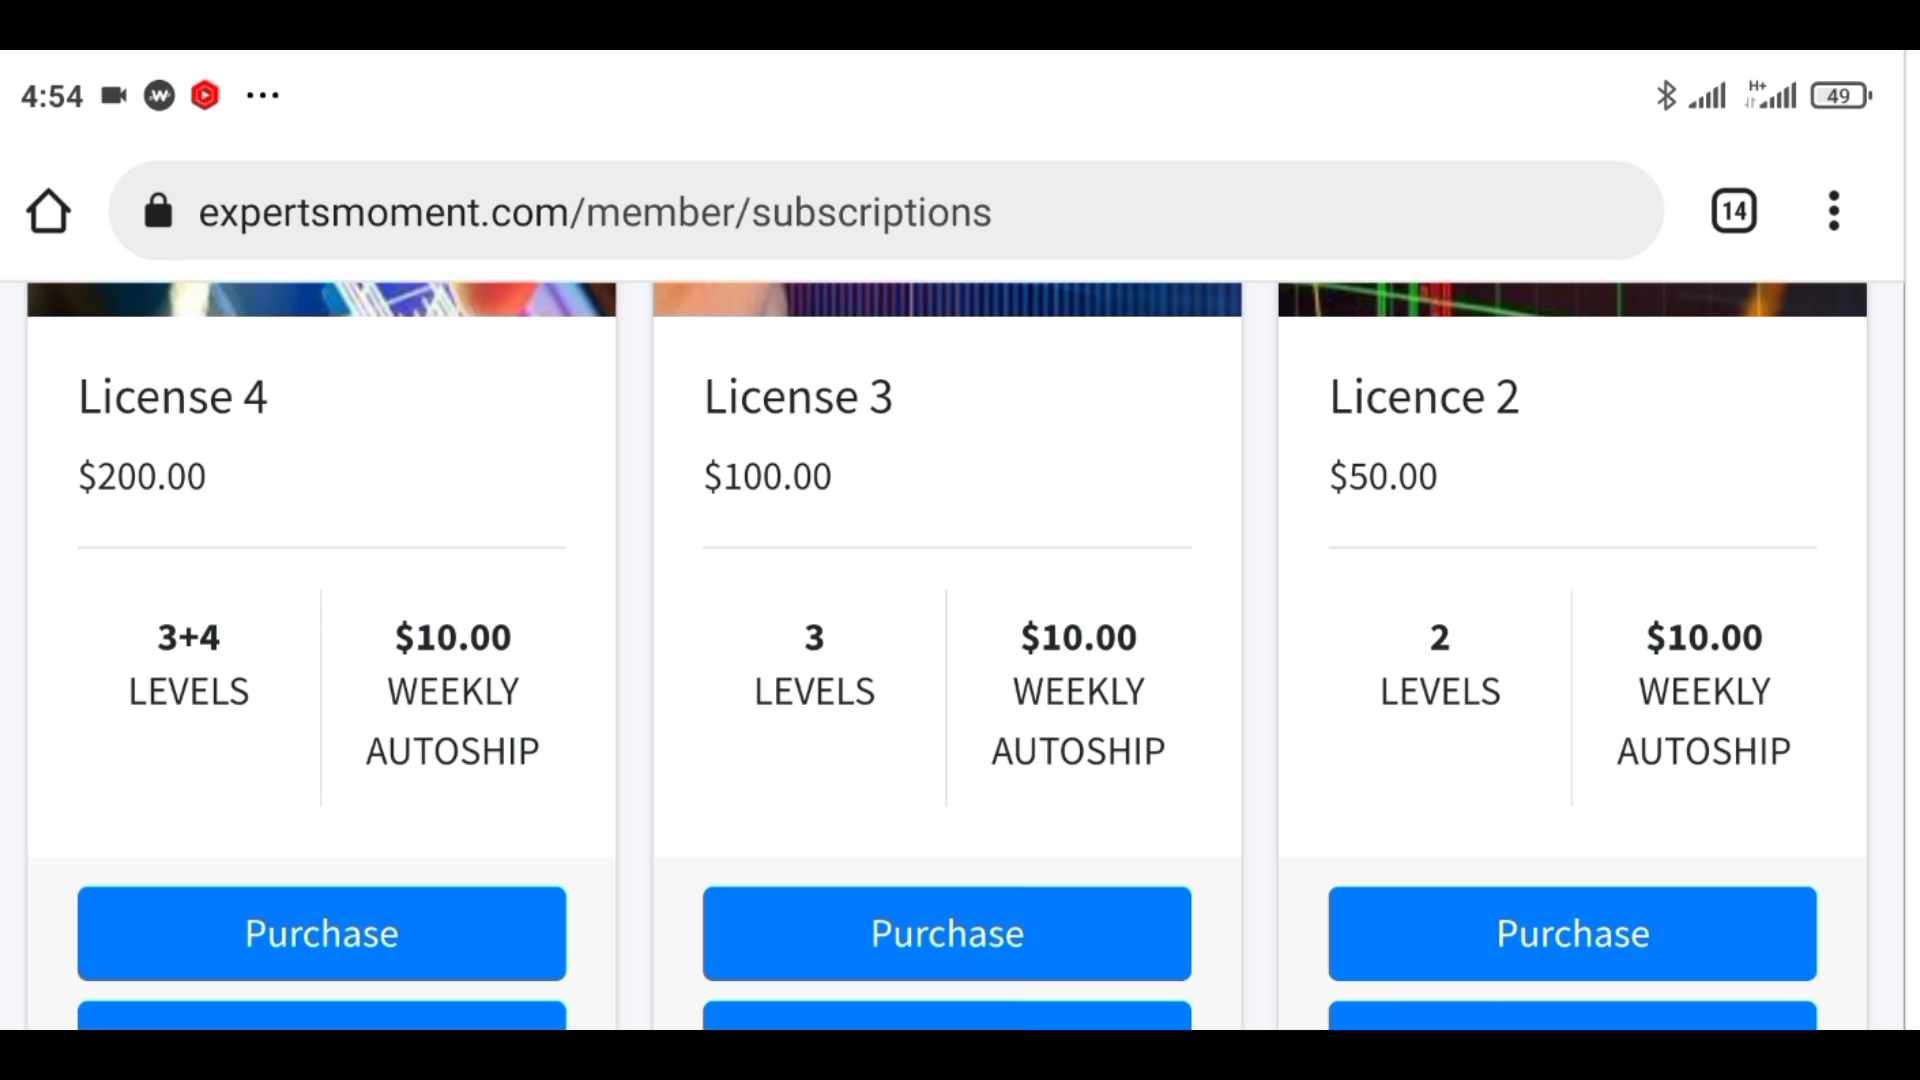 4:54
H+
49
expertsmoment.com/member/subscriptions
14
License 4
$200.00
3+4
LEVELS
$10.00
WEEKLY
AUTOSHIP
Purchase
License 3
$100.00
3
LEVELS
$10.00
WEEKLY
AUTOSHIP
Purchase
Licence 2
$50.00
2
LEVELS
$10.00
WEEKLY
AUTOSHIP
Purchase